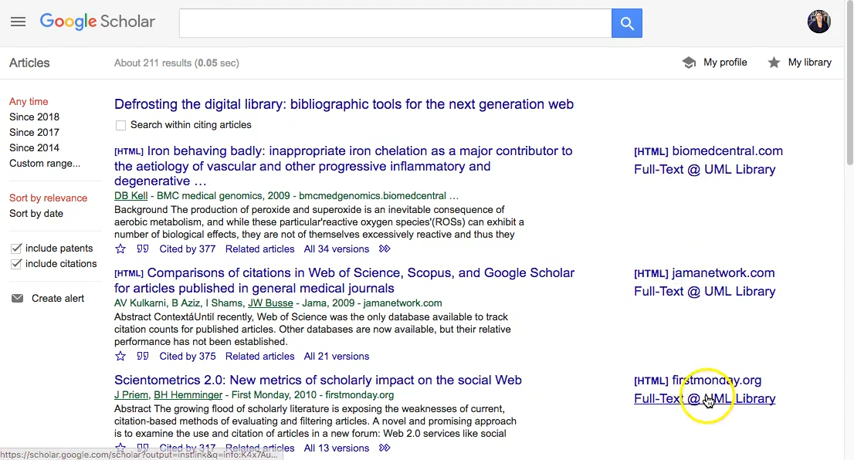 Google Scholar
Articles
About 211 results (0.05 sec)
My profile
My library
Any time
Since 2018
Since 2017
Since 2014
Custom range...
Sort by relevance
Sort by date
include patents
include citations
Create alert
Defrosting the digital library: bibliographic tools for the next generation web
Search within citing articles
[HTML] Iron behaving badly: inappropriate iron chelation as a major contributor to
the aetiology of vascular and other progressive inflammatory and
degenerative …
DB Kell - BMC medical genomics, 2009 - bmcmedgenomics.biomedcentral …
Background The production of peroxide and superoxide is an inevitable consequence of
aerobic metabolism, and while these particular'reactive oxygen species'(ROSs) can exhibit a
number of biological effects, they are not of themselves excessively reactive and thus they
Cited by 377 Related articles All 34 versions
[HTML] biomedcentral.com
Full-Text @ UML Library
[HTML] Comparisons of citations in Web of Science, Scopus, and Google Scholar
for articles published in general medical journals
AV Kulkarni, B Aziz, I Shams, JW Busse - Jama, 2009 - jamanetwork.com
Abstract ContextáUntil recently, Web of Science was the only database available to track
citation counts for published articles. Other databases are now available, but their relative
performance has not been established.
Cited by 375 Related articles All 21 versions
[HTML] jamanetwork.com
Full-Text @ UML Library
Scientometrics 2.0: New metrics of scholarly impact on the social Web
J Priem, BH Hemminger - First Monday, 2010 - firstmonday.org
Abstract The growing flood of scholarly literature is exposing the weaknesses of current,
citation-based methods of evaluating and filtering articles. A novel and promising approach
is to examine the use and citation of articles in a new forum: Web 2.0 services like social
317 Related articles All 13 versions
[HTML] firstmonday.org
Full-Text @ UML Library
https://scholar.google.com/scholar?output=instlink&q=info:K4x7Au...